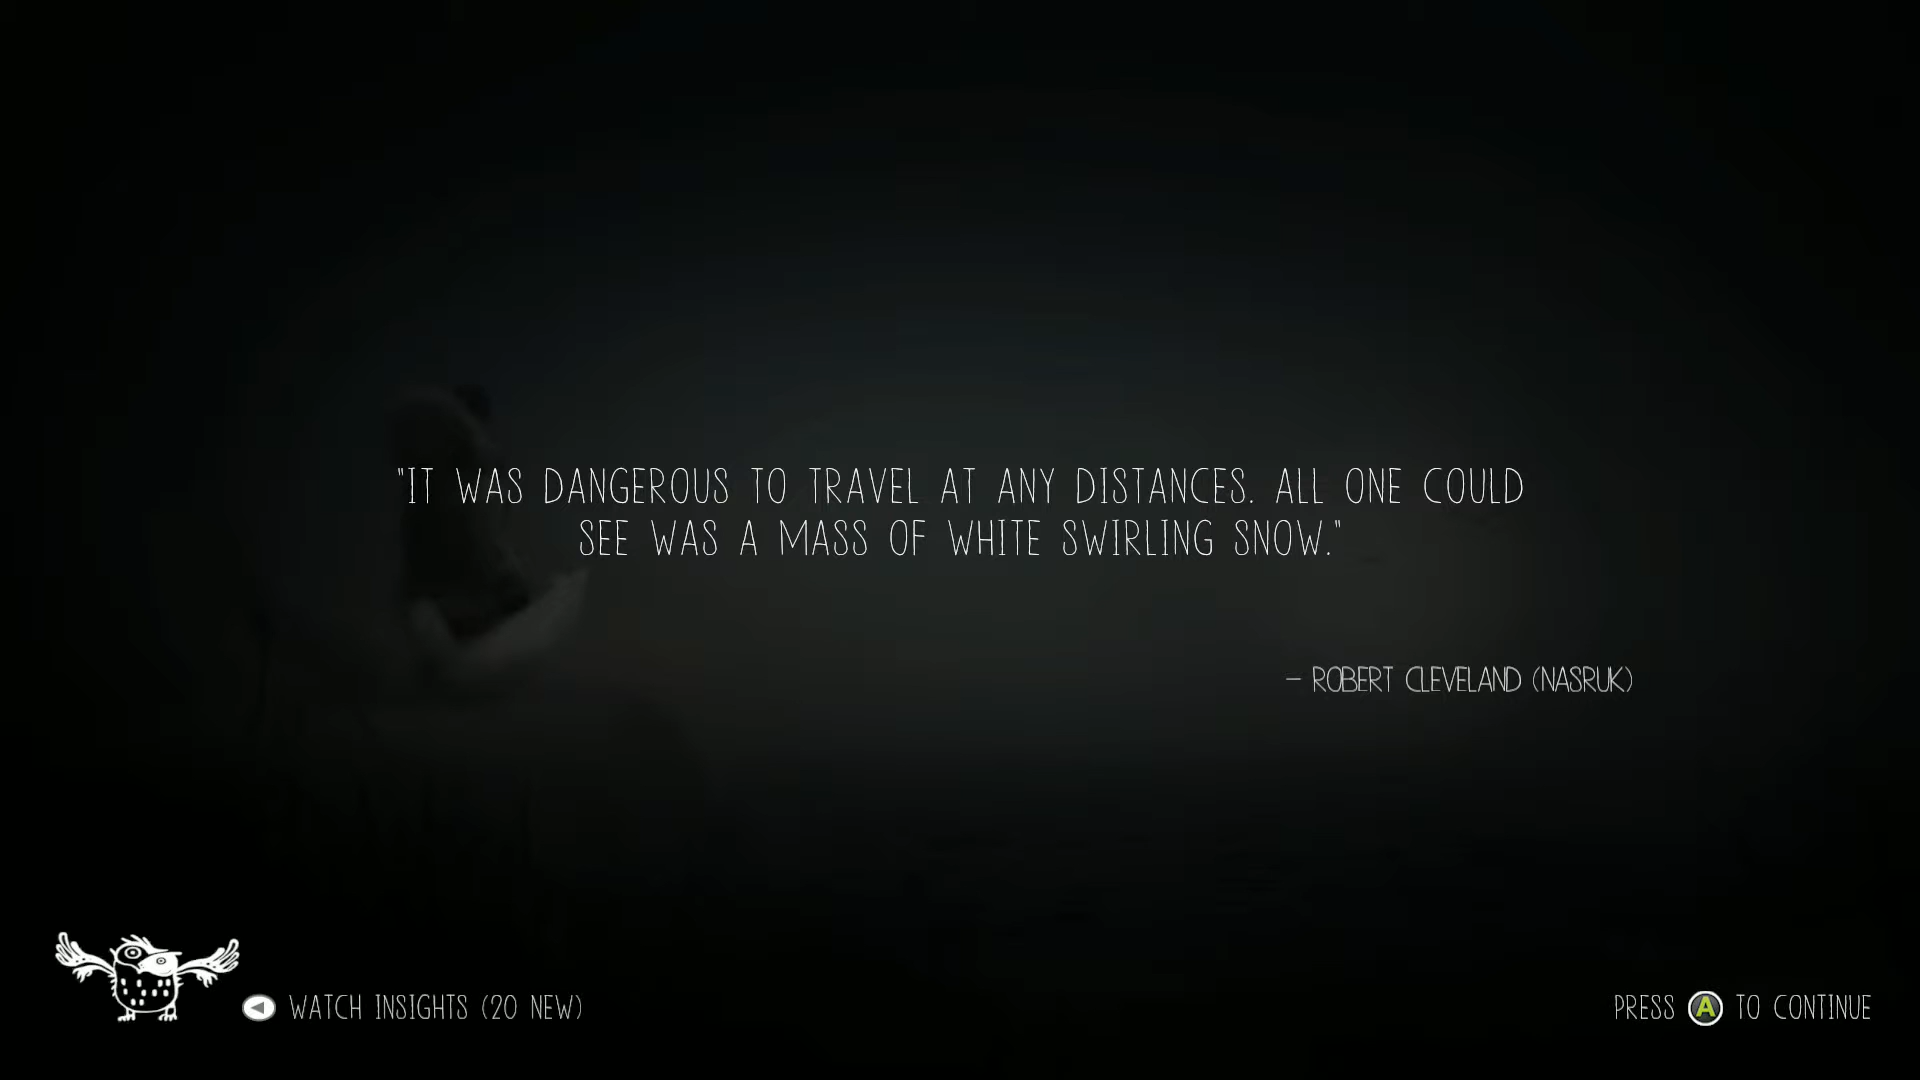 "IT WAS DANGEROUS TO TRAVEL AT ANY DISTANCES. ALL ONE COULD
SEE WAS A MASS OF WHITE SWIRLING SNOW."
– ROBERT CLEVELAND (NASRUK)
WATCH INSIGHTS (20 NEW)
PRESS A TO CONTINUE